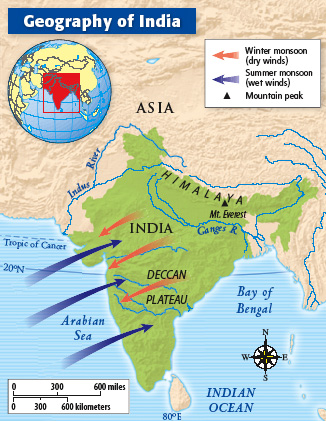 Geography of India
Winter monsoon
(dry winds)
Summer monsoon
(wet winds)
Mountain peak
ASIA
Indus River
HIMALAYA
Mt. Everest
INDIA
Ganges R
Tropic of Cancer
20°N
DECCAN
PLATEAU
Bay of
Bengal
Arabian
Sea
N
W
E
S
INDIAN
OCEAN
0 300 600 miles
0 300 600 kilometers
80°E